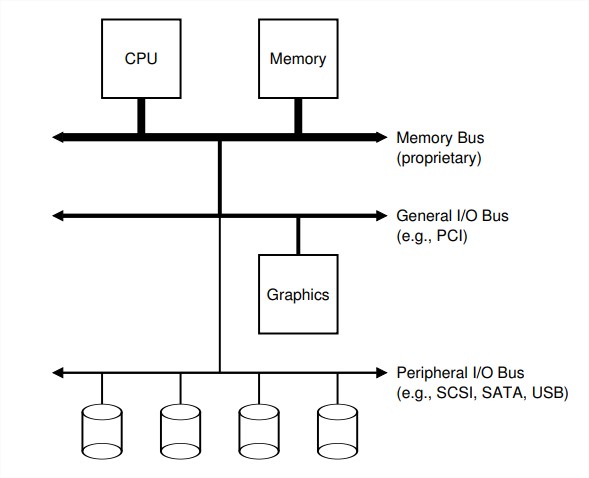 CPU
Memory
Memory Bus
(proprietary)
General I/O Bus
(e.g., PCI)
Graphics
Peripheral I/O Bus
(e.g., SCSI, SATA, USB)